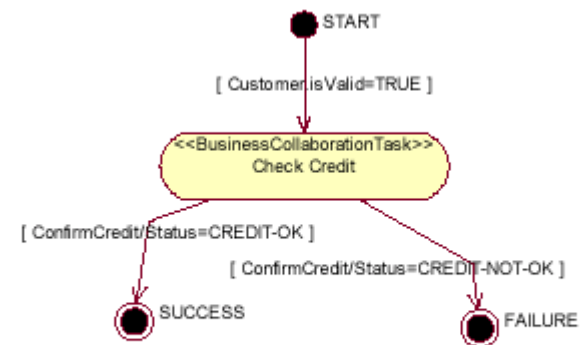 START
[ Customer.isValid=TRUE ]
<<BusinessCollaborationTask>>
Check Credit
[ ConfirmCredit/Status=CREDIT-OK ]
[ ConfirmCredit/Status=CREDIT-NOT-OK ]
SUCCESS
FAILURE